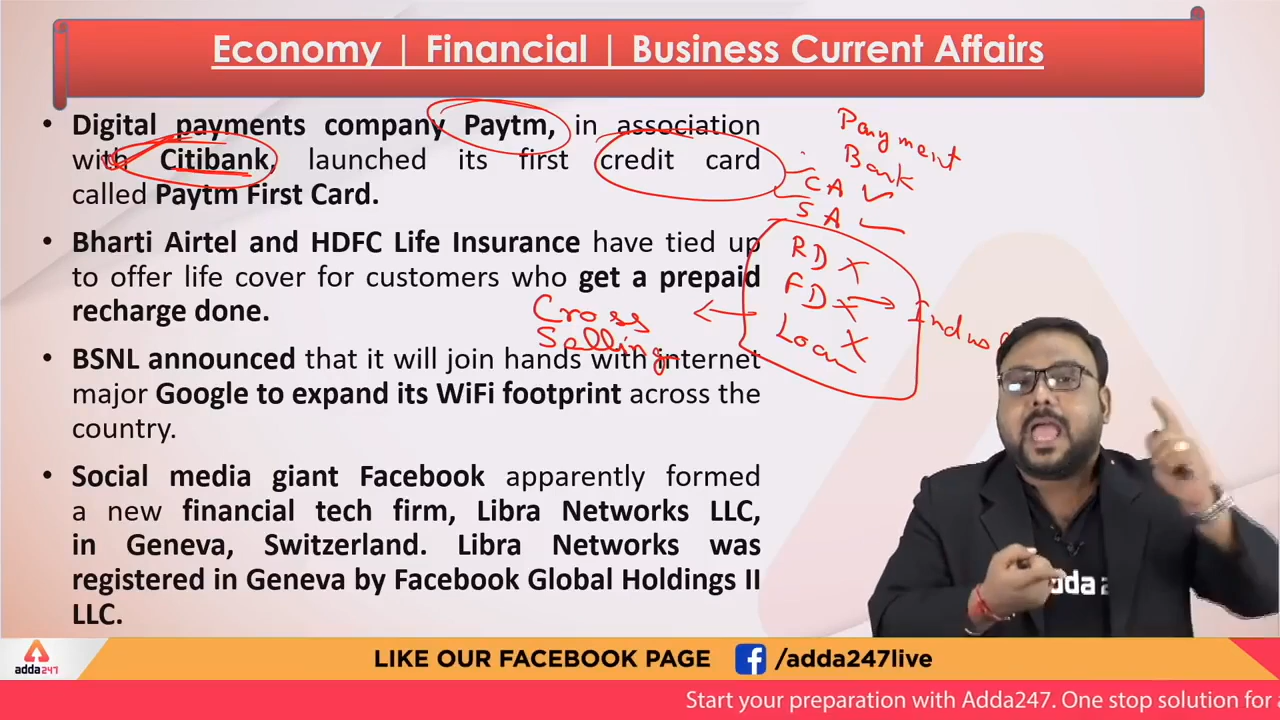 Economy | Financial | Business Current Affairs
• Digital payments company Paytm, in association
with Citibank, launched its first credit card
called Paytm First Card.
• Bharti Airtel and HDFC Life Insurance have tied up
to offer life cover for customers who get a prepaid
recharge done.
• BSNL announced that it will join hands with internet
major Google to expand its WiFi footprint across the
country.
• Social media giant Facebook apparently formed
a new financial tech firm, Libra Networks LLC,
in Geneva, Switzerland. Libra Networks was
registered in Geneva by Facebook Global Holdings II
LLC.
Payment
Bank
CA ✓
SA
RD X
FD X
Loan X
Cross
Selling
adda247
LIKE OUR FACEBOOK PAGE f /adda247live
Start your preparation with Adda247. One stop solution for